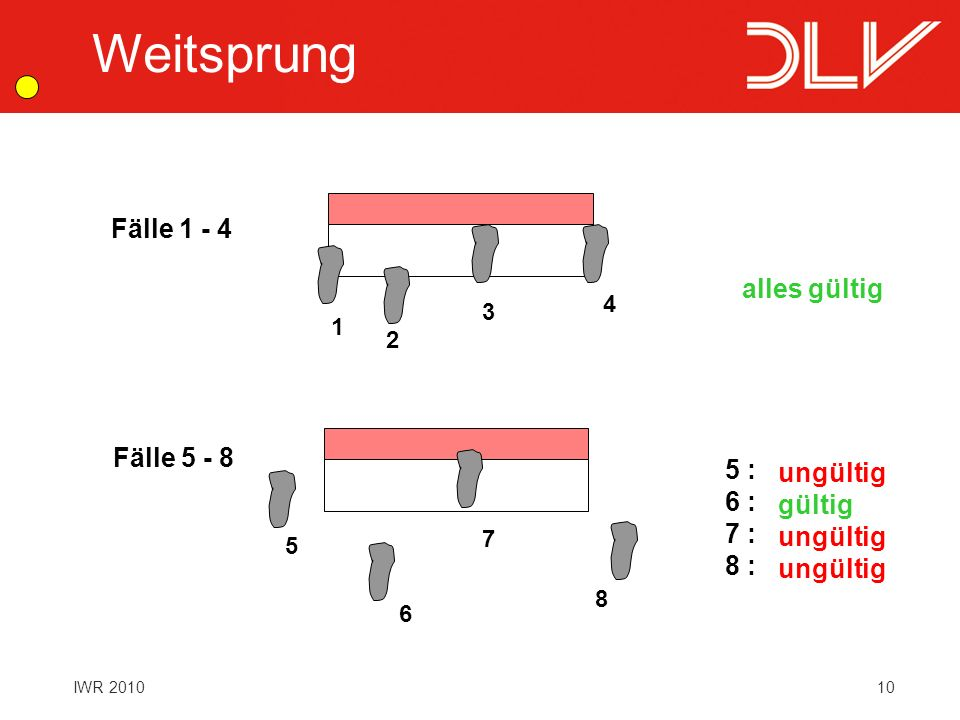 Weitsprung
DLV
Fälle 1 - 4
alles gültig
1
2
3
4
Fälle 5 - 8
5
6
7
8
5 : ungültig
6 : gültig
7 : ungültig
8 : ungültig
IWR 2010
10